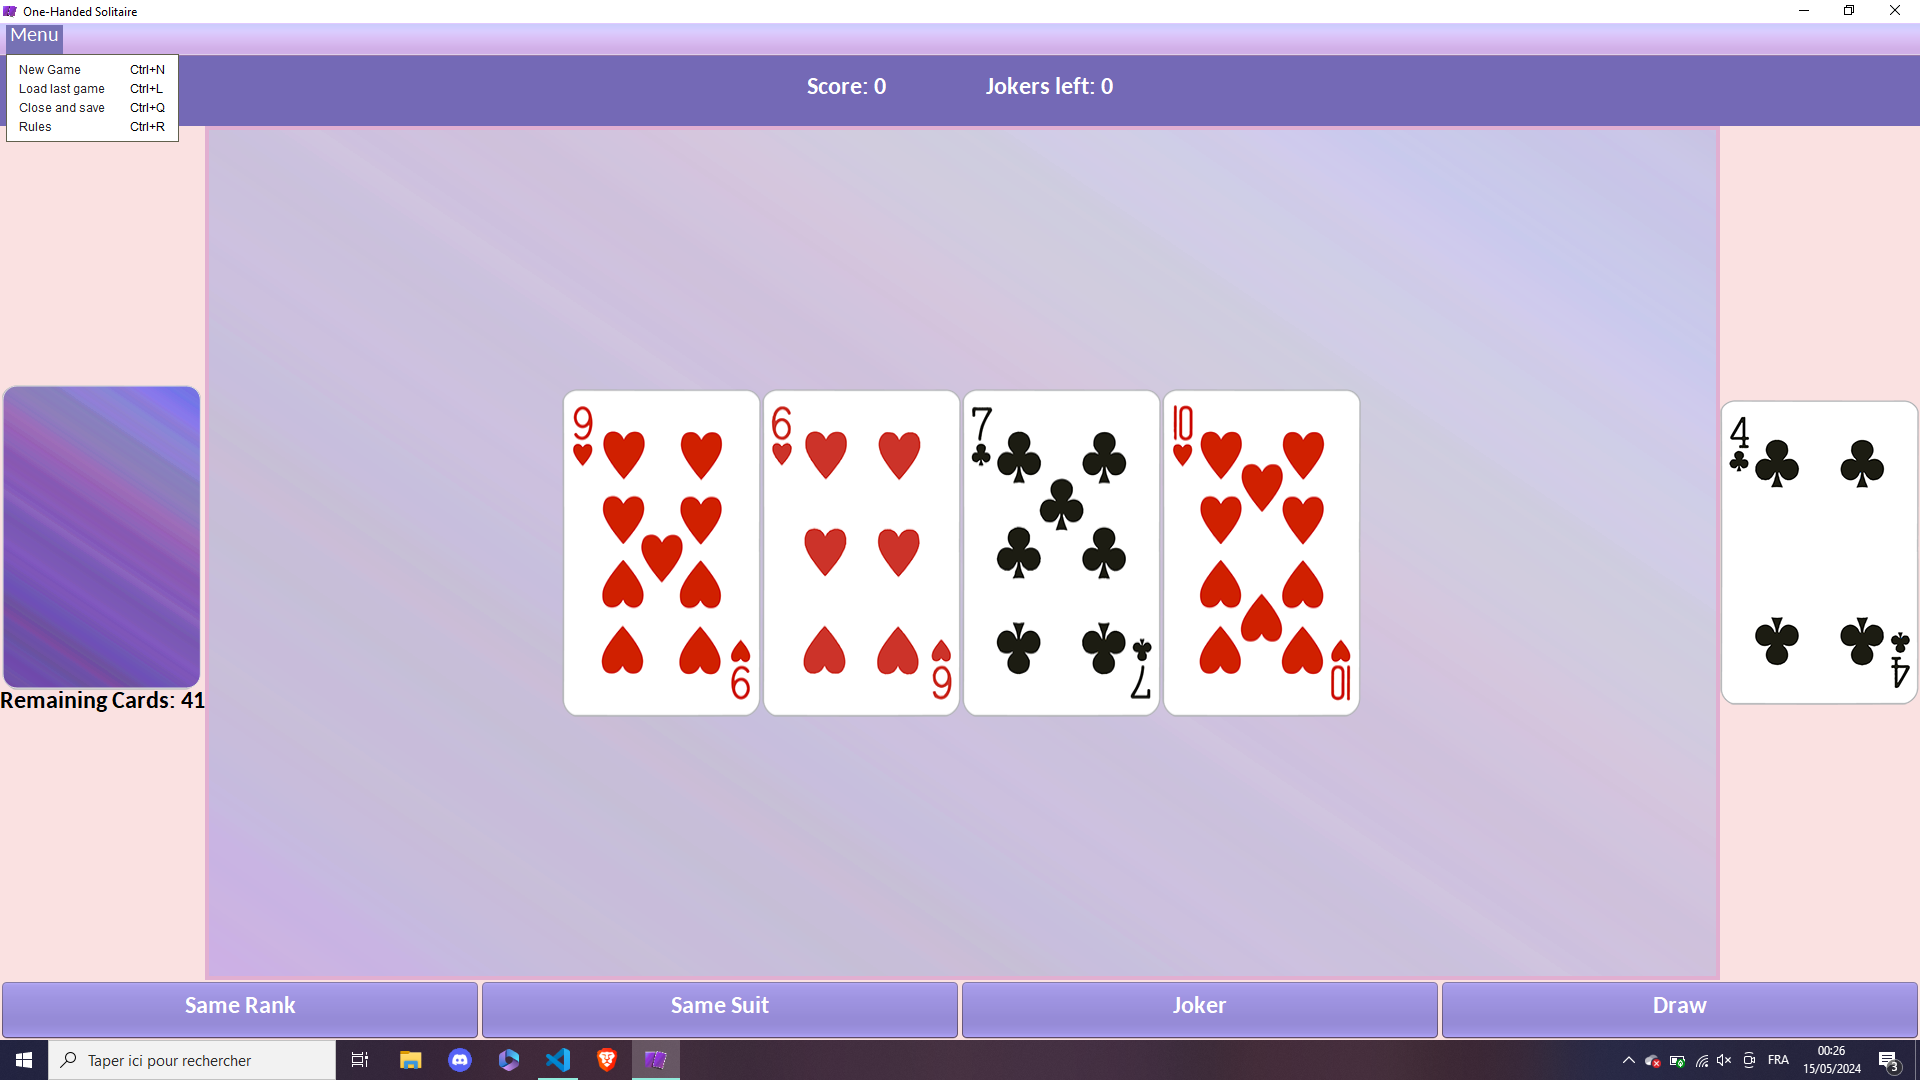 One-Handed Solitaire
Menu
New Game Ctrl+N
Load last game Ctrl+L
Close and save Ctrl+Q
Rules Ctrl+R
Score: 0 Jokers left: 0
9 6 7 10 4
9 6 7 10 4
Remaining Cards: 41
Same Rank Same Suit Joker Draw
Taper ici pour rechercher
FRA
00:26
15/05/2024
3